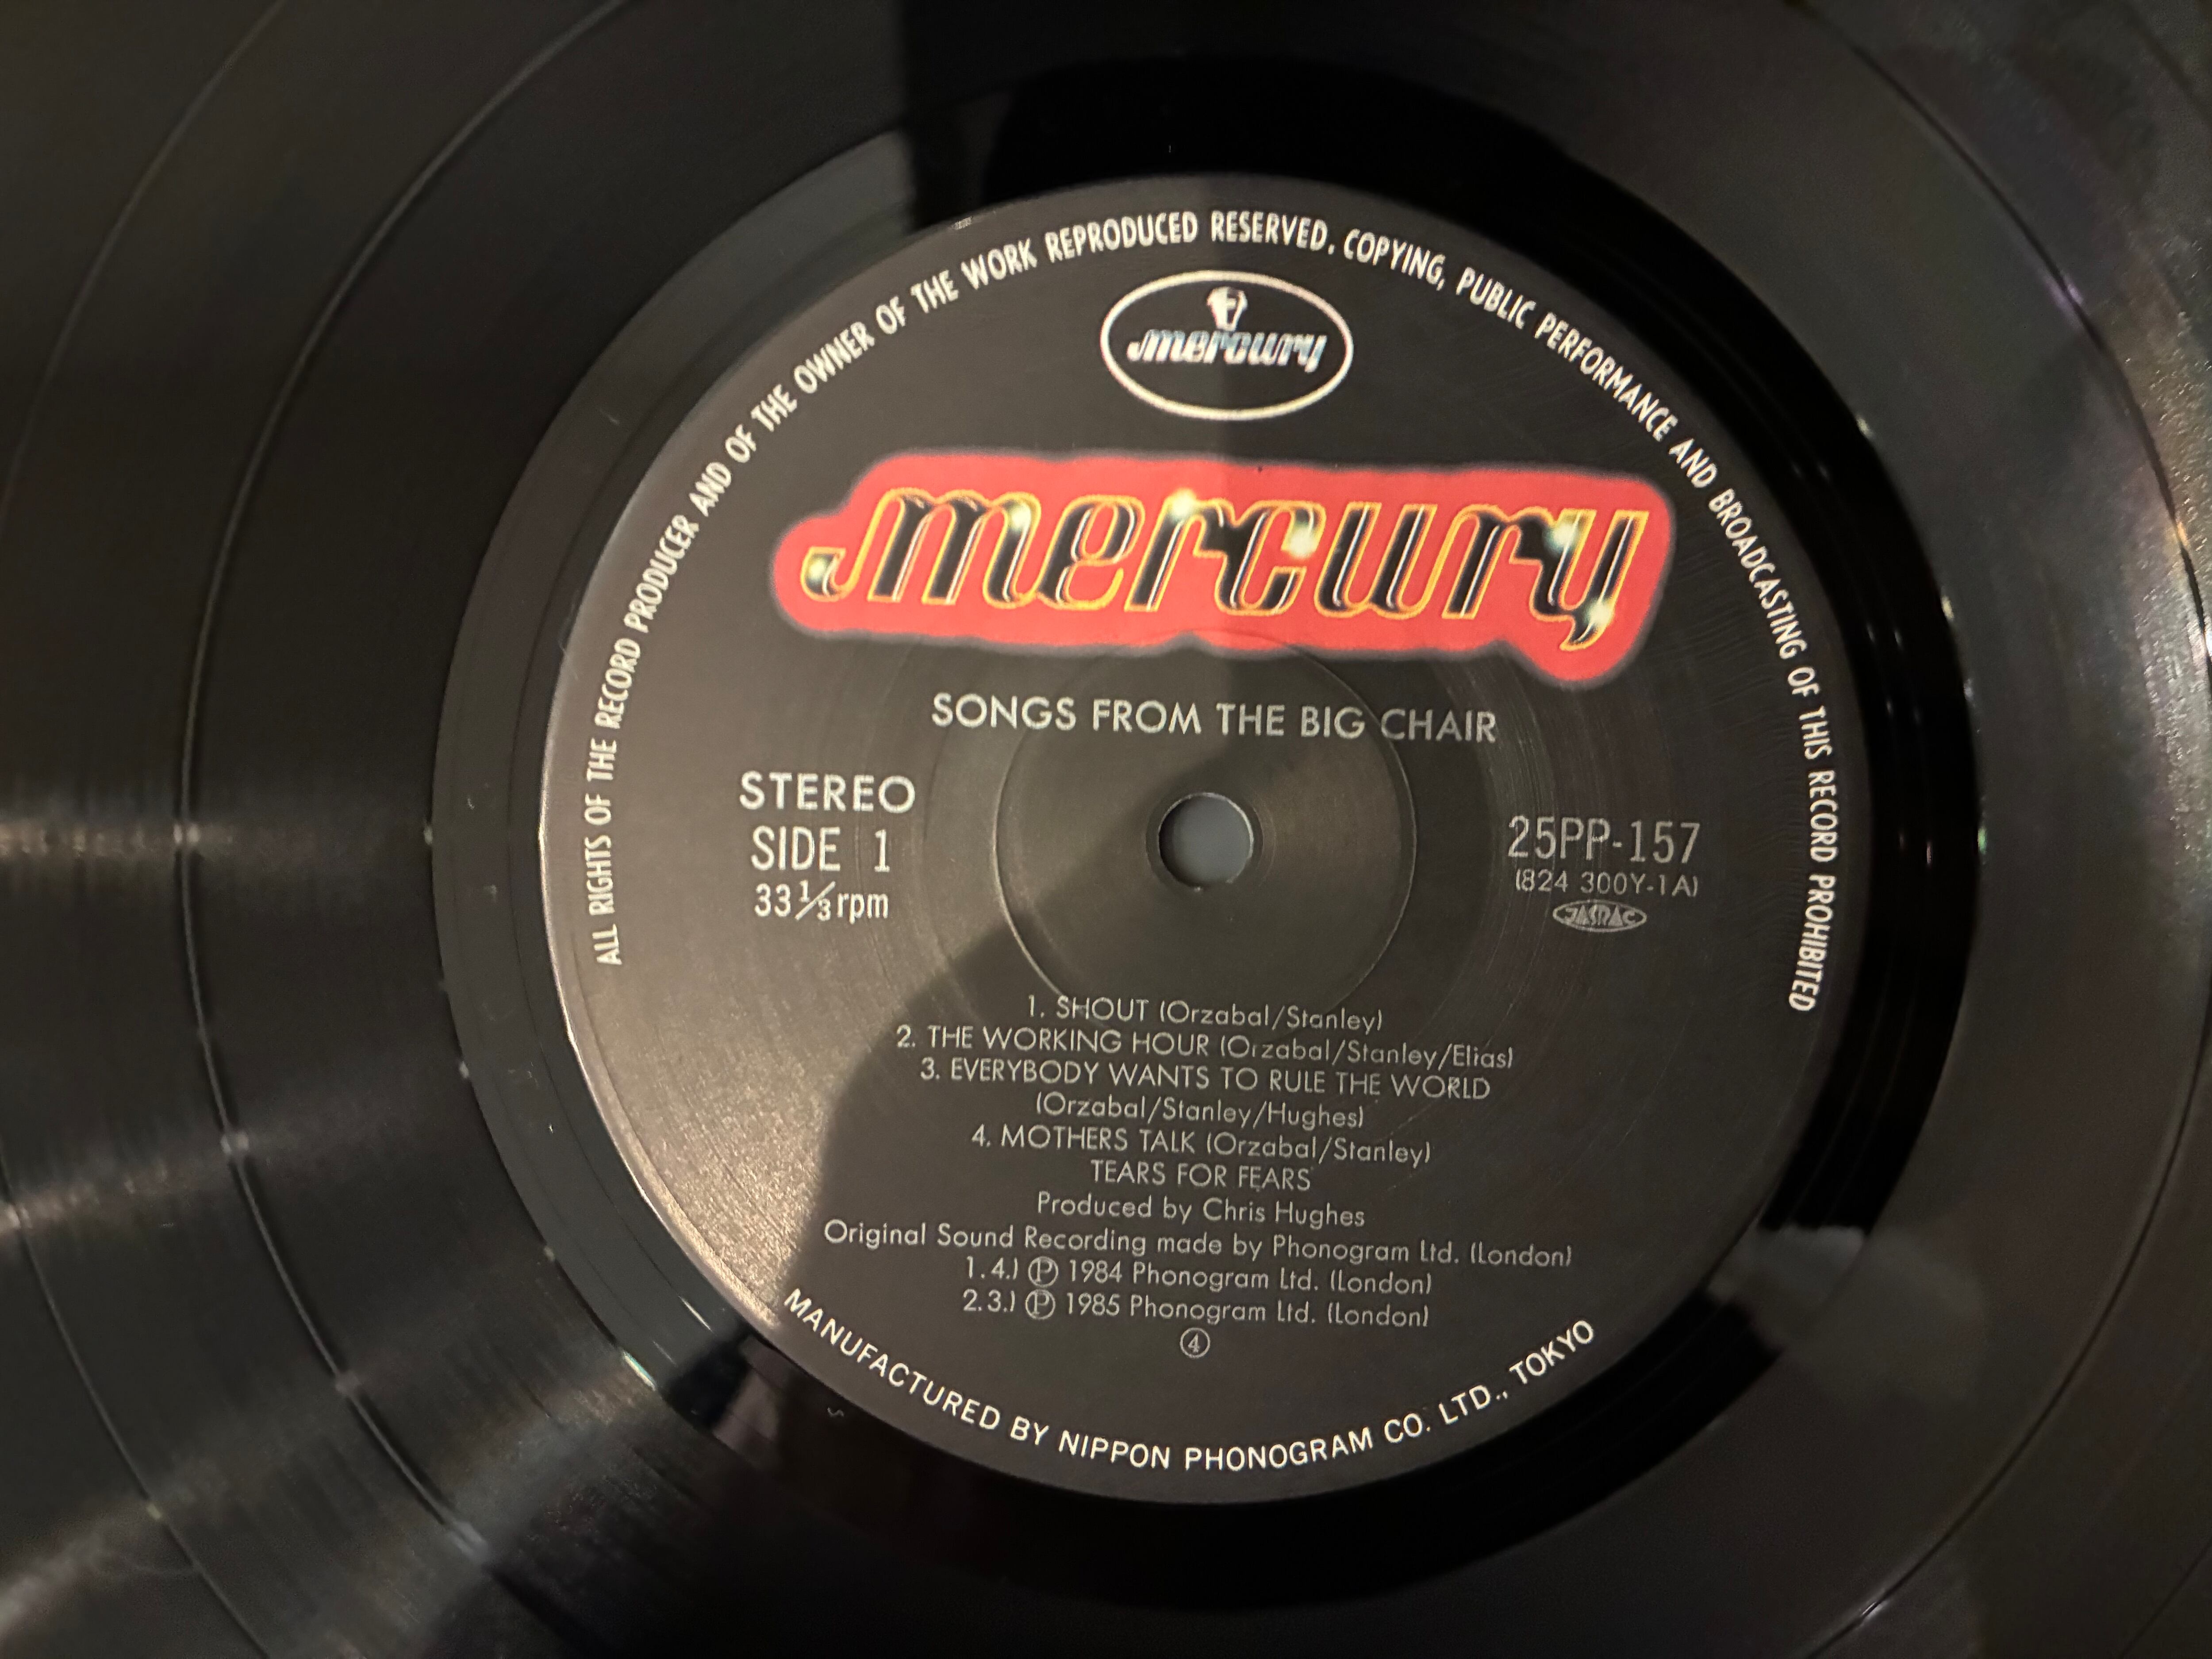 ALL RIGHTS OF THE RECORD PRODUCER AND OF THE OWNER OF THE WORK REPRODUCED RESERVED. COPYING, PUBLIC PERFORMANCE AND BROADCASTING OF THIS RECORD PROHIBITED
mercury
mercury
SONGS FROM THE BIG CHAIR
STEREO
SIDE 1
33⅓rpm
25PP-157
(824 300Y-1A)
JASRAC
1. SHOUT (Orzabal/Stanley)
2. THE WORKING HOUR (Orzabal/Stanley/Elias)
3. EVERYBODY WANTS TO RULE THE WORLD
(Orzabal/Stanley/Hughes)
4. MOTHERS TALK (Orzabal/Stanley)
TEARS FOR FEARS
Produced by Chris Hughes
Original Sound Recording made by Phonogram Ltd. (London)
1.4.) Ⓟ 1984 Phonogram Ltd. (London)
2.3.) Ⓟ 1985 Phonogram Ltd. (London)
④
MANUFACTURED BY NIPPON PHONOGRAM CO. LTD., TOKYO